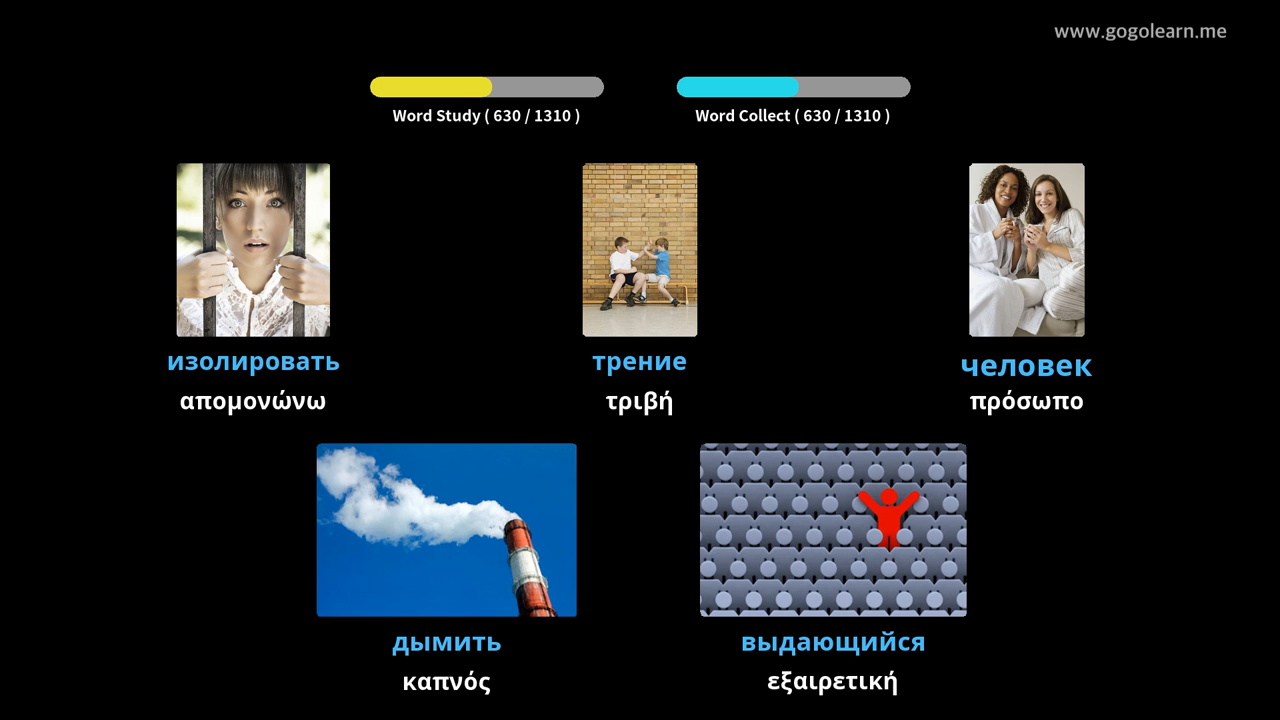 www.gogolearn.me
Word Study ( 630 / 1310 )
Word Collect ( 630 / 1310 )
изолировать
απομονώνω
трение
τριβή
человек
πρόσωπο
дымить
καπνός
выдающийся
εξαιρετική